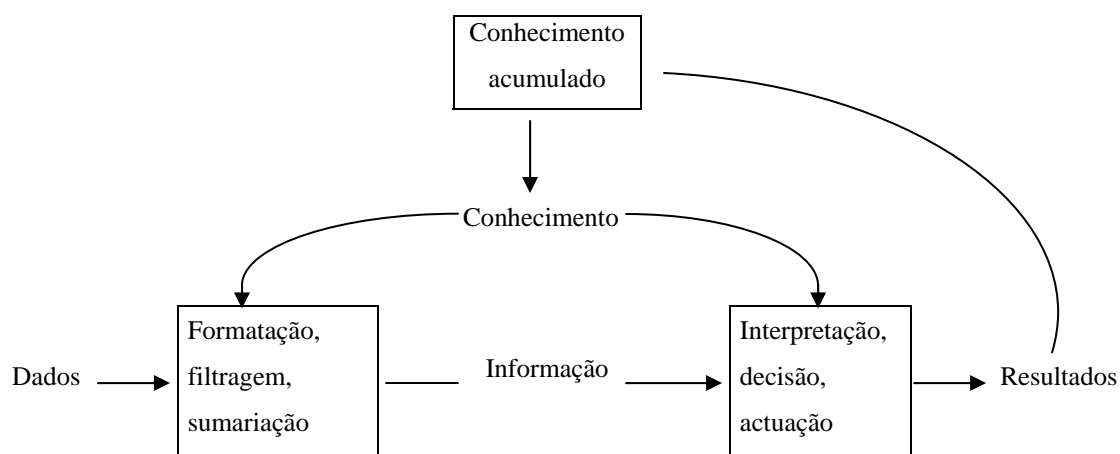 Conhecimento
acumulado
Conhecimento
Dados
Formatação,
filtragem,
sumariação
Informação
Interpretação,
decisão,
actuação
Resultados